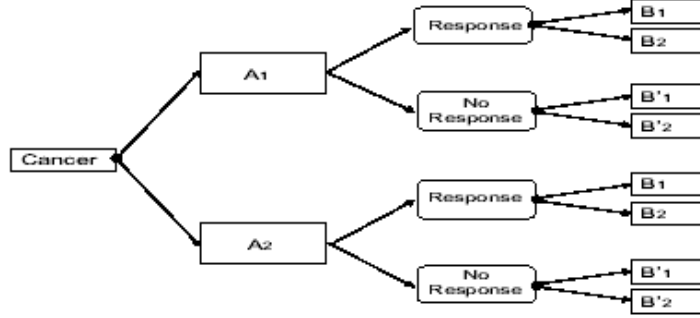 Response
B1
B2
A1
No
Response
B'1
B'2
Cancer
Response
B1
B2
A2
No
Response
B'1
B'2